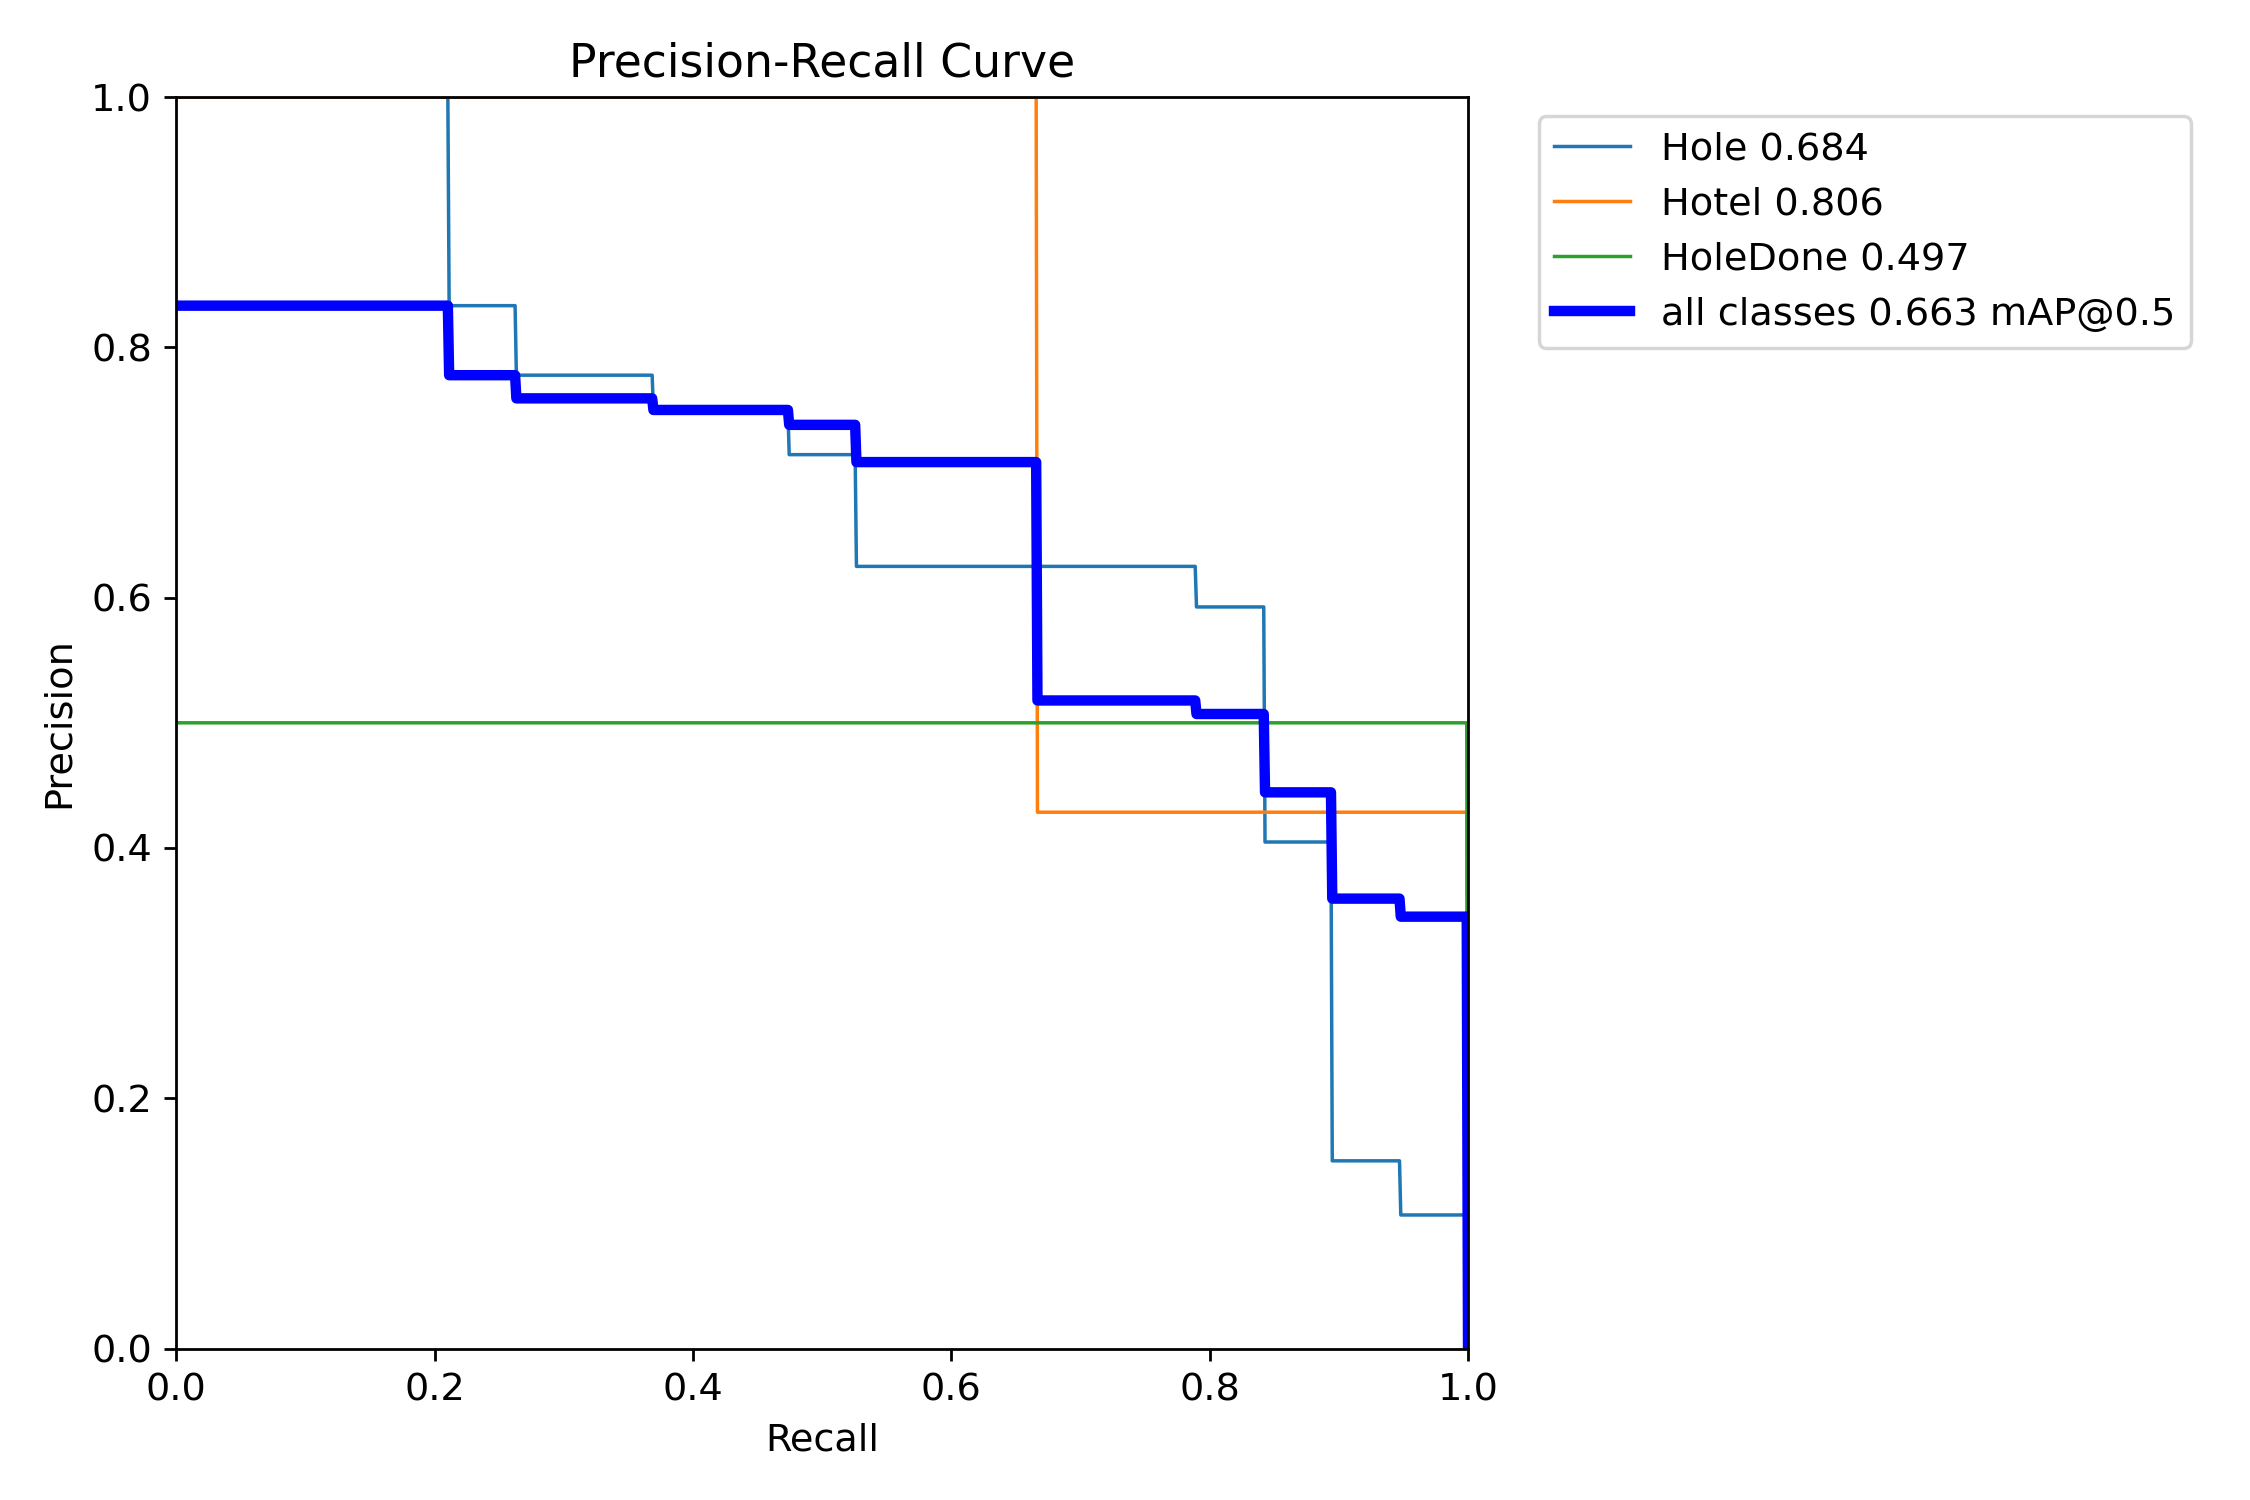 Precision-Recall Curve
1.0
0.8
0.6
0.4
0.2
0.0
Precision
0.0 0.2 0.4 0.6 0.8 1.0
Recall
Hole 0.684
Hotel 0.806
HoleDone 0.497
all classes 0.663 mAP@0.5